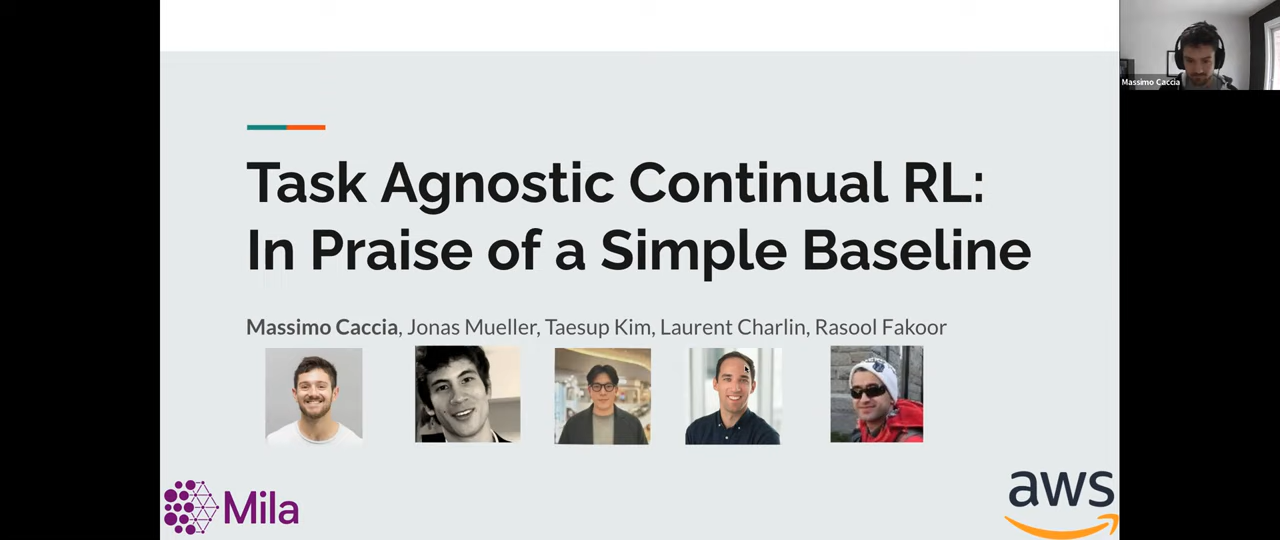 Massimo Caccia
Task Agnostic Continual RL:
In Praise of a Simple Baseline
Massimo Caccia, Jonas Mueller, Taesup Kim, Laurent Charlin, Rasool Fakoor
Mila
aws